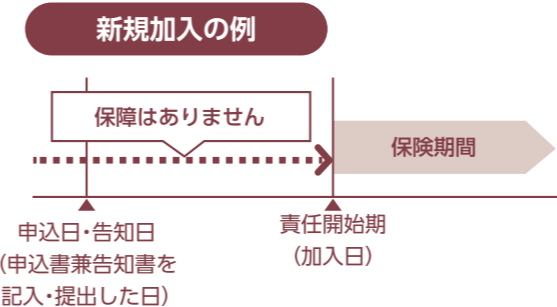 新規加入の例
保障はありません
保険期間
申込日・告知日
(申込書兼告知書を
記入・提出した日)
責任開始期
(加入日)